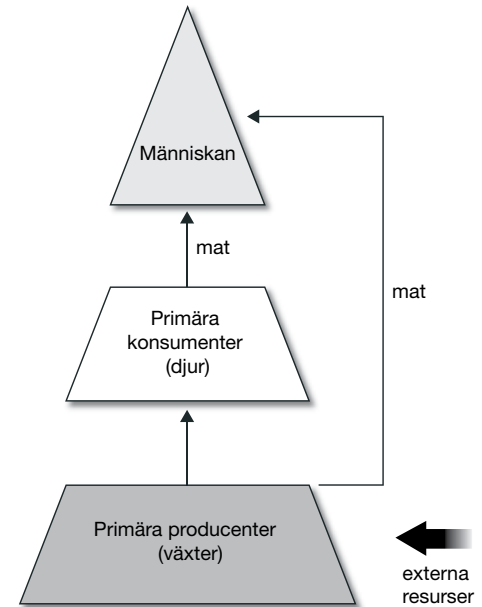 Människan
mat
mat
Primära
konsumenter
(djur)
Primära producenter
(växter)
externa
resurser